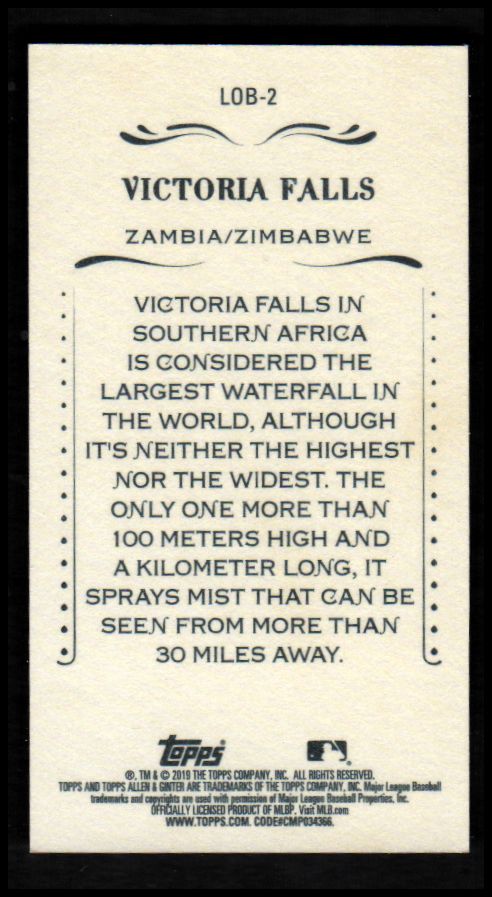 LOB-2
VICTORIA FALLS
ZAMBIA/ZIMBABWE
VICTORIA FALLS IN
SOUTHERN AFRICA
IS CONSIDERED THE
LARGEST WATERFALL IN
THE WORLD, ALTHOUGH
IT'S NEITHER THE HIGHEST
NOR THE WIDEST. THE
ONLY ONE MORE THAN
100 METERS HIGH AND
A KILOMETER LONG, IT
SPRAYS MIST THAT CAN BE
SEEN FROM MORE THAN
30 MILES AWAY.
topps
®, TM & © 2019 THE TOPPS COMPANY, INC. ALL RIGHTS RESERVED.
TOPPS AND TOPPS ALLEN & GINTER ARE TRADEMARKS OF THE TOPPS COMPANY, INC. Major League Baseball
trademarks and copyrights are used with permission of Major League Baseball Properties, Inc.
OFFICIALLY LICENSED PRODUCT OF MLBP. Visit MLB.com
WWW.TOPPS.COM. CODE#CMP034366.